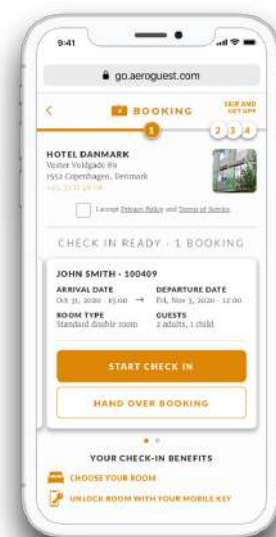 9:41
go.aeroguest.com
BOOKING
SKIP AND
GET APP
1 2 3 4
HOTEL DANMARK
Vester Voldgade 89
1552 Copenhagen, Denmark
I accept Privacy Policy and Terms of Service
CHECK IN READY · 1 BOOKING
JOHN SMITH · 100409
ARRIVAL DATE DEPARTURE DATE
Oct 31, 2020 · 15:00 → Fri, Nov 3, 2020 · 12:00
ROOM TYPE GUESTS
Standard double room 2 adults, 1 child
START CHECK IN
HAND OVER BOOKING
YOUR CHECK-IN BENEFITS
CHOOSE YOUR ROOM
UNLOCK ROOM WITH YOUR MOBILE KEY